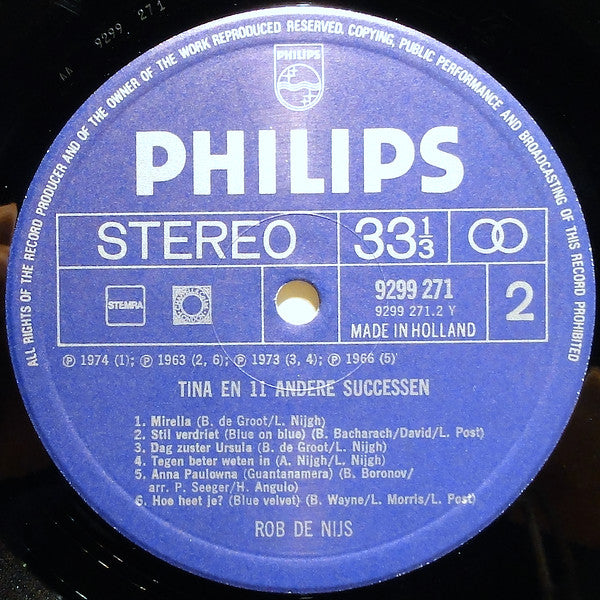 AA 9299 271
ALL RIGHTS OF THE RECORD PRODUCER AND OF THE OWNER OF THE WORK REPRODUCED RESERVED. COPYING, PUBLIC PERFORMANCE AND BROADCASTING OF THIS RECORD PROHIBITED
PHILIPS
PHILIPS
STEREO 33⅓
STEMRA 9299 271 2
9299 271.2 Y
MADE IN HOLLAND
℗ 1974 (1); ℗ 1963 (2, 6); ℗ 1973 (3, 4); ℗ 1966 (5)
TINA EN 11 ANDERE SUCCESSEN
1. Mirella (B. de Groot/L. Nijgh)
2. Stil verdriet (Blue on blue) (B. Bacharach/David/L. Post)
3. Dag zuster Ursula (B. de Groot/L. Nijgh)
4. Tegen beter weten in (A. Nijgh/L. Nijgh)
5. Anna Paulowna (Guantanamera) (B. Boronov/
arr. P. Seeger/H. Angulo)
6. Hoe heet je? (Blue velvet) (B. Wayne/L. Morris/L. Post)
ROB DE NIJS